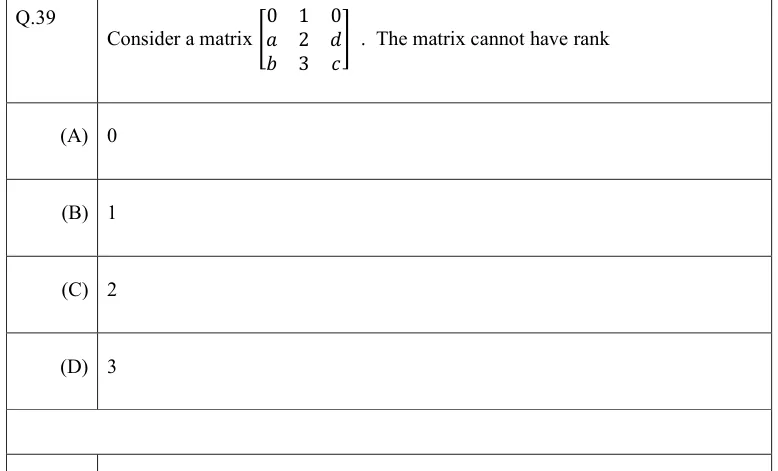 Q.39
Consider a matrix [0 1 0
a 2 d
b 3 c] . The matrix cannot have rank
(A) 0
(B) 1
(C) 2
(D) 3